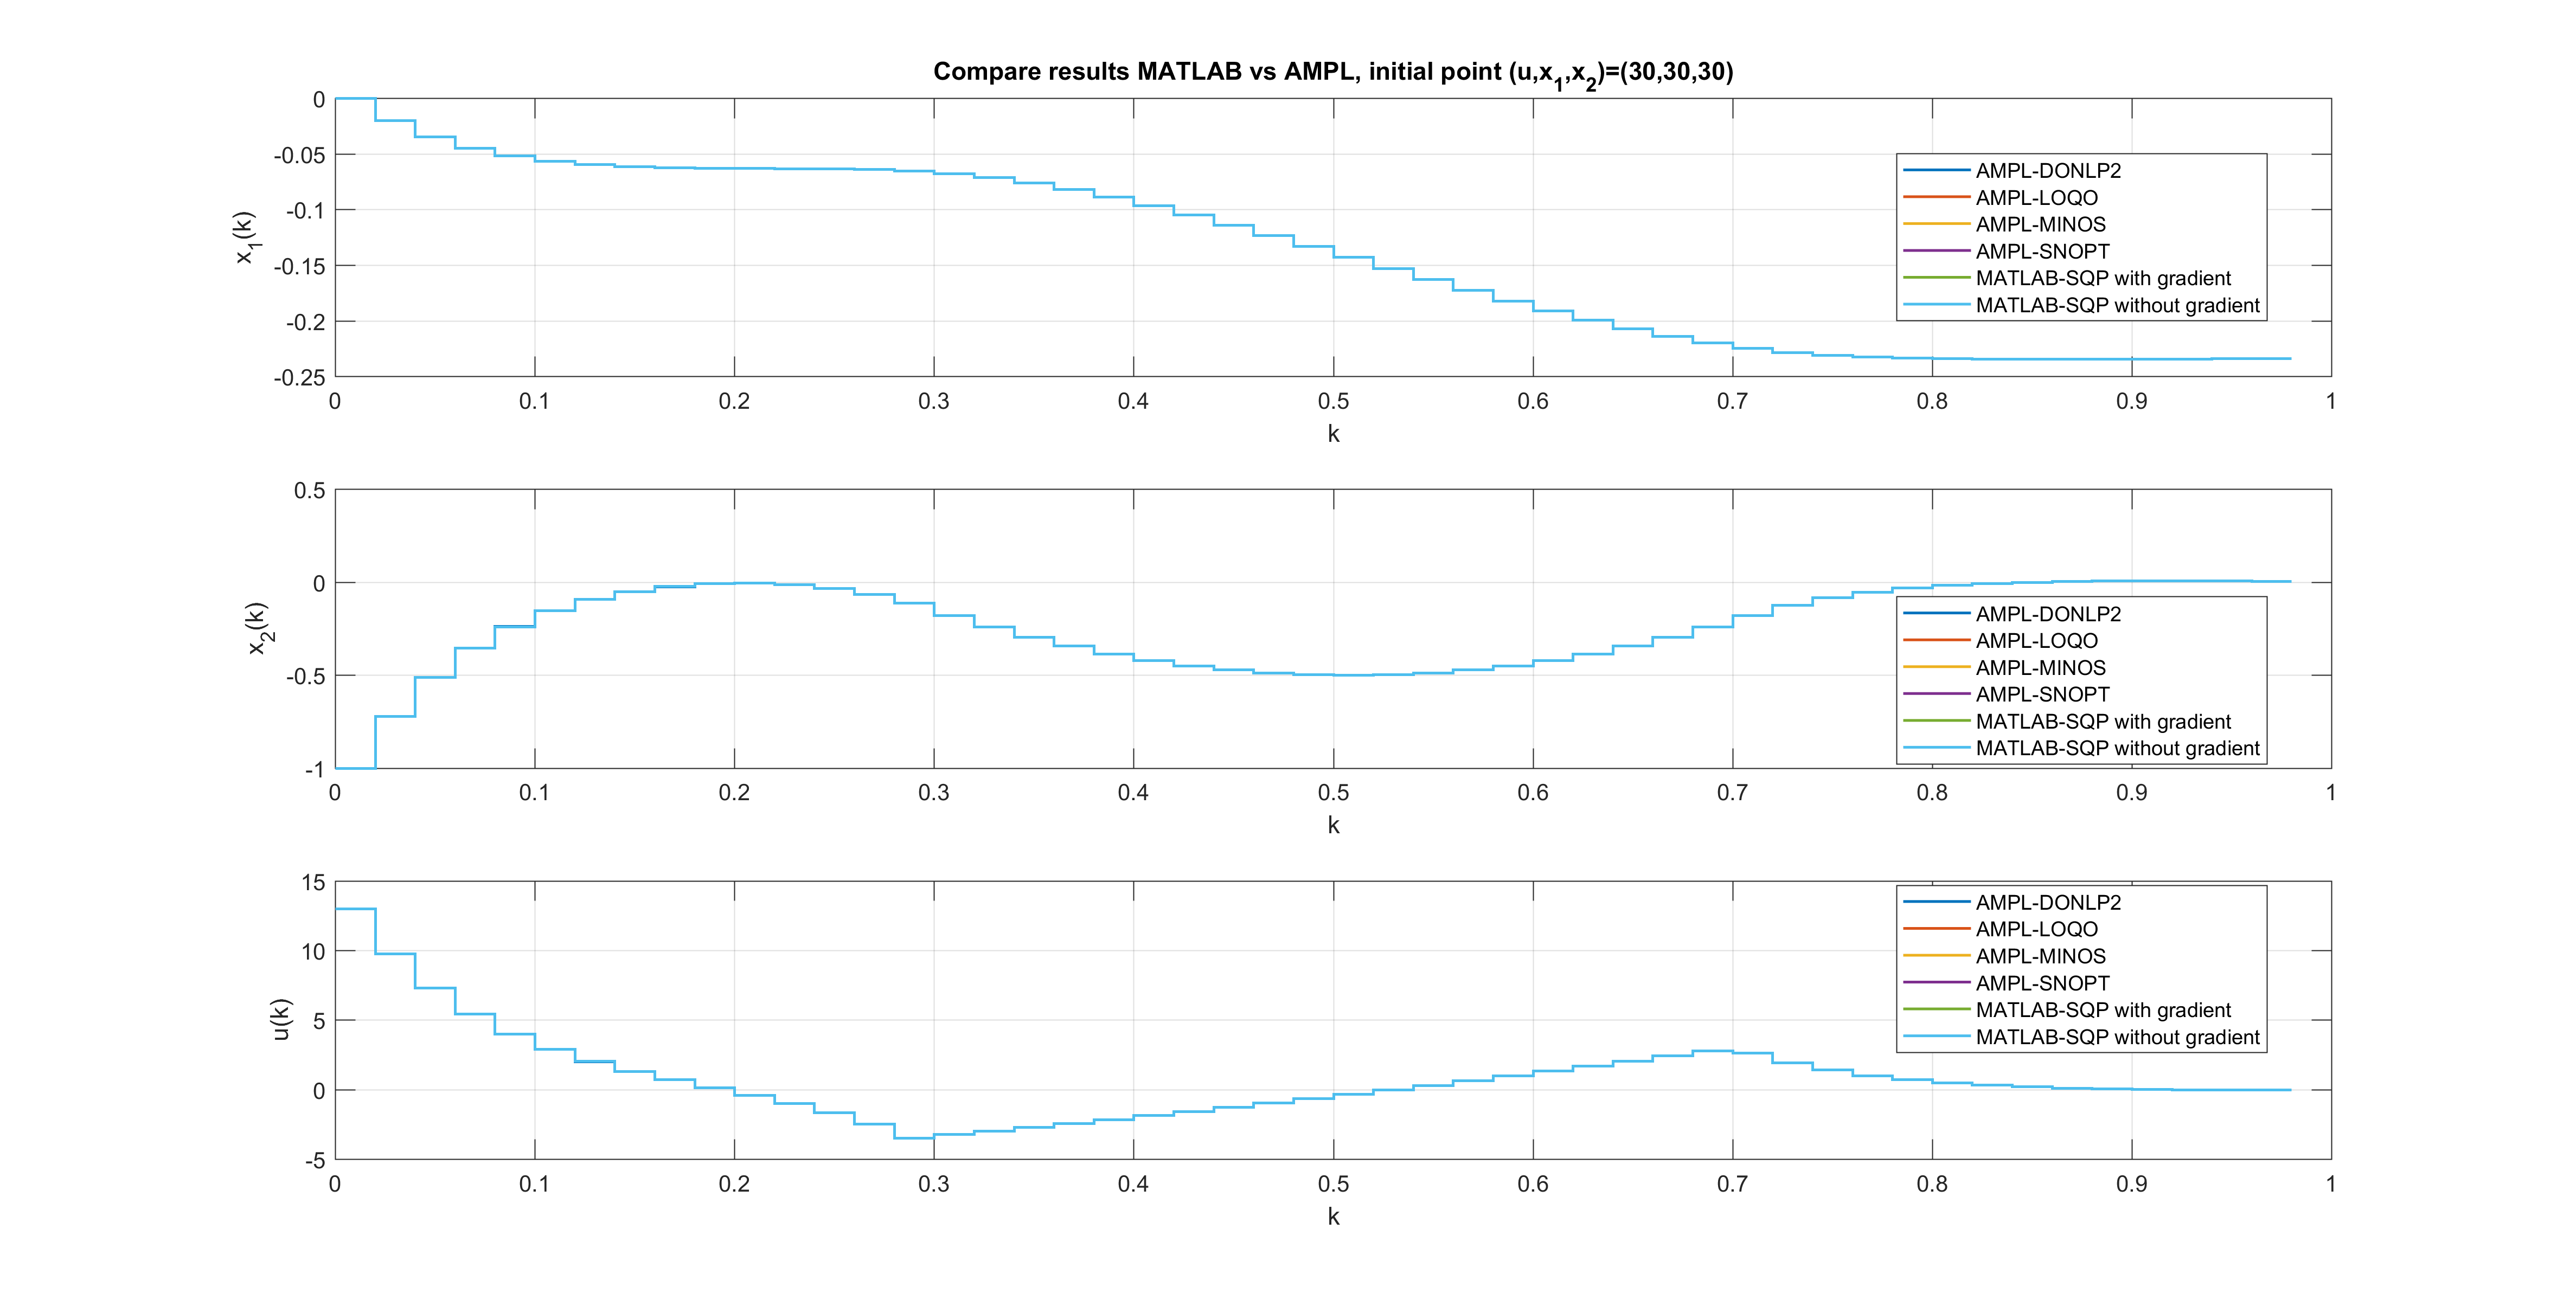 Compare results MATLAB vs AMPL, initial point (u,x1,x2)=(30,30,30)
0
-0.05
-0.1
-0.15
-0.2
-0.25
x1(k)
AMPL-DONLP2
AMPL-LOQO
AMPL-MINOS
AMPL-SNOPT
MATLAB-SQP with gradient
MATLAB-SQP without gradient
0 0.1 0.2 0.3 0.4 0.5 0.6 0.7 0.8 0.9 1
k
0.5
0
-0.5
-1
x2(k)
AMPL-DONLP2
AMPL-LOQO
AMPL-MINOS
AMPL-SNOPT
MATLAB-SQP with gradient
MATLAB-SQP without gradient
0 0.1 0.2 0.3 0.4 0.5 0.6 0.7 0.8 0.9 1
k
15
10
5
0
-5
u(k)
AMPL-DONLP2
AMPL-LOQO
AMPL-MINOS
AMPL-SNOPT
MATLAB-SQP with gradient
MATLAB-SQP without gradient
0 0.1 0.2 0.3 0.4 0.5 0.6 0.7 0.8 0.9 1
k